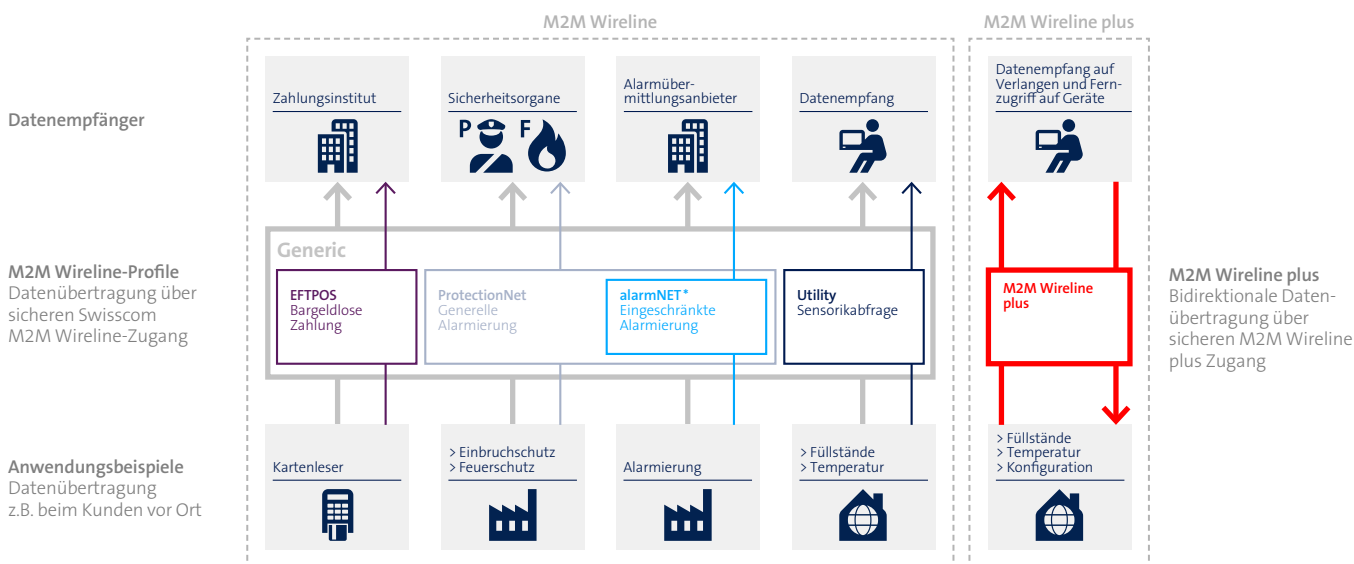 M2M Wireline
M2M Wireline plus
Datenempfänger
Zahlungsinstitut
Sicherheitsorgane
P
F
Alarmüber-
mittlungsanbieter
Datenempfang
Datenempfang auf
Verlangen und Fern-
zugriff auf Geräte
M2M Wireline-Profile
Datenübertragung über
sicheren Swisscom
M2M Wireline-Zugang
Generic
EFTPOS
Bargeldlose
Zahlung
ProtectionNet
Generelle
Alarmierung
alarmNET*
Eingeschränkte
Alarmierung
Utility
Sensorikabfrage
M2M Wireline
plus
M2M Wireline plus
Bidirektionale Daten-
übertragung über
sicheren M2M Wireline
plus Zugang
Anwendungsbeispiele
Datenübertragung
z.B. beim Kunden vor Ort
Kartenleser
> Einbruchschutz
> Feuerschutz
Alarmierung
> Füllstände
> Temperatur
> Füllstände
> Temperatur
> Konfiguration